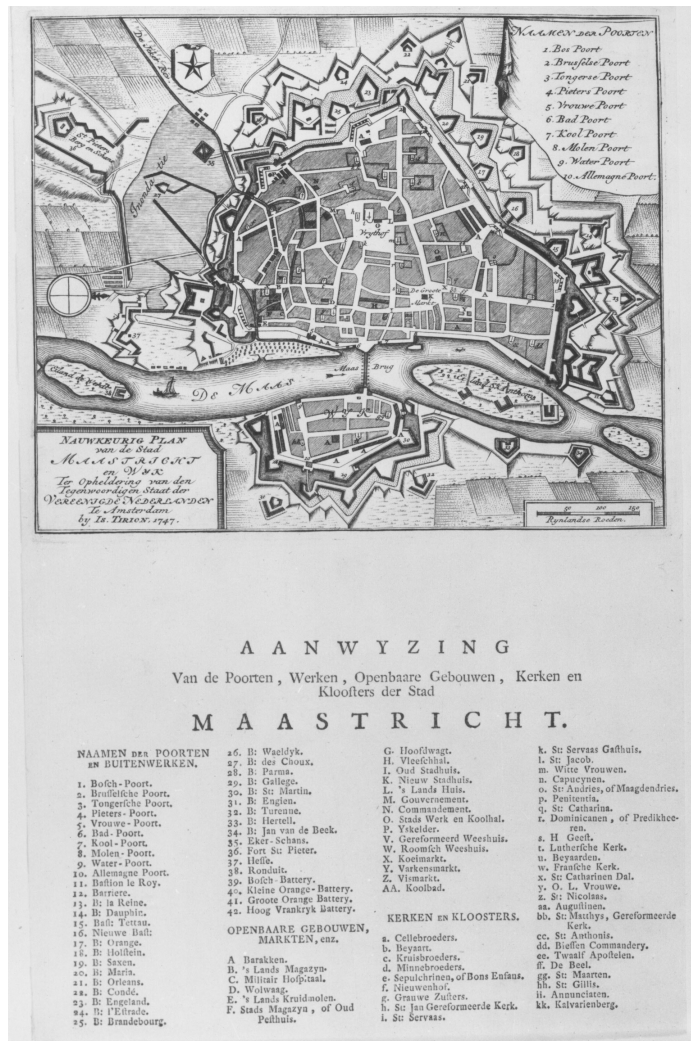 NAAMEN DER POORTEN
1. Bos Poort
2. Brusselse Poort
3. Tongerse Poort
4. Pieters Poort
5. Vrouwe Poort
6. Bad Poort
7. Kool Poort
8. Molen Poort
9. Water Poort
10. Allemagne Poort.
Vrythof
De Groote
Markt
Maas Brug
DE MAAS
WYK
NAUWKEURIG PLAN
van de Stad
MAASTRICHT
en WYK
Ter Opheldering van den
Tegenwoordigen Staat der
VEREENIGDE NEDERLANDEN
Te Amsterdam
by IS. TIRION. 1747.
50 100 150
Rynlandse Roeden.
AANWYZING
Van de Poorten, Werken, Openbaare Gebouwen, Kerken en
Kloosters der Stad
MAASTRICHT.
NAAMEN DER POORTEN
EN BUITENWERKEN.
1. Bosch-Poort.
2. Brusselsche Poort.
3. Tongersche Poort.
4. Pieters-Poort.
5. Vrouwe-Poort.
6. Bad-Poort.
7. Kool-Poort.
8. Molen-Poort.
9. Water-Poort.
10. Allemagne Poort.
11. Bastion le Roy.
12. Barriere.
13. B: la Reine.
14. B: Dauphin.
15. Bast: Tettau.
16. Nieuwe Bast:
17. B: Orange.
18. B: Holstein.
19. B: Saxen.
20. B: Maria.
21. B: Orleans.
22. B: Condé.
23. B: Engeland.
24. B: l'Estrade.
25. B: Brandebourg.
26. B: Waeldyk.
27. B: des Choux.
28. B: Parma.
29. B: Gallege.
30. B: St: Martin.
31. B: Engien.
32. B: Turenne.
33. B: Hertell.
34. B: Jan van de Beek.
35. Eker-Schans.
36. Fort St: Pieter.
37. Hesse.
38. Ronduit.
39. Bosch-Battery.
40. Kleine Orange-Battery.
41. Groote Orange Battery.
42. Hoog Vrankryk Battery.
OPENBAARE GEBOUWEN,
MARKTEN, enz.
A Barakken.
B. 's Lands Magazyn.
C. Militair Hospitaal.
D. Wolwaag.
E. 's Lands Kruidmolen.
F. Stads Magazyn, of Oud
Pesthuis.
G. Hoofdwagt.
H. Vleeschhal.
I. Oud Stadhuis.
K. Nieuw Stadhuis.
L. 's Lands Huis.
M. Gouvernement.
N. Commandement.
O. Stads Werk en Koolhal.
P. Yskelder.
V. Gereformeerd Weeshuis.
W. Roomsch Weeshuis.
X. Koeimarkt.
Y. Varkensmarkt.
Z. Vismarkt.
AA. Koolbad.
KERKEN EN KLOOSTERS.
a. Cellebroeders.
b. Beyaart.
c. Kruisbroeders.
d. Minnebroeders.
e. Sepulchrinen, of Bons Enfans.
f. Nieuwenhof.
g. Grauwe Zusters.
h. St: Jan Gereformeerde Kerk.
i. St: Servaas.
k. St: Servaas Gasthuis.
l. St: Jacob.
m. Witte Vrouwen.
n. Capucynen.
o. St: Andries, of Maagdendries.
p. Penitentia.
q. St: Catharina.
r. Dominicanen, of Predikhee-
ren.
s. H Geest.
t. Luthersche Kerk.
u. Beyaarden.
w. Fransche Kerk.
x. St: Catharinen Dal.
y. O. L. Vrouwe.
z. St: Nicolaas.
aa. Augustinen.
bb. St: Matthys, Gereformeerde
Kerk.
cc. St: Anthonis.
dd. Biessen Commandery.
ee. Twaalf Apostelen.
ff. De Beel.
gg. St: Maarten.
hh. St: Gillis.
ii. Annunciaten.
kk. Kalvarienberg.